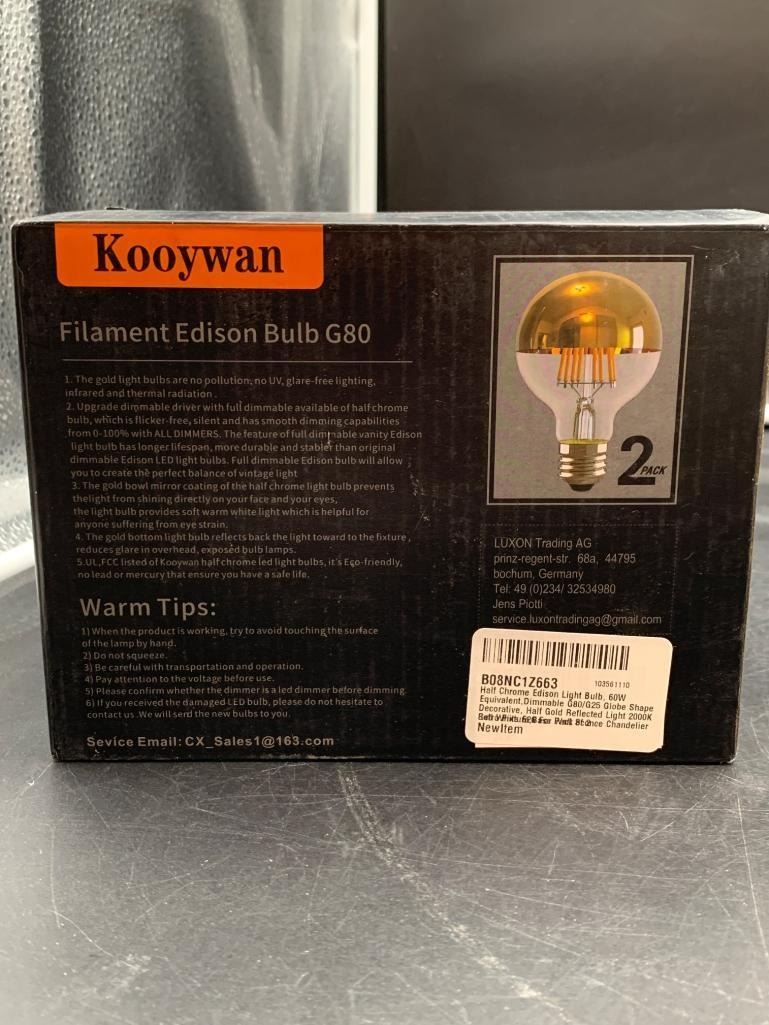 Kooywan
Filament Edison Bulb G80
1. The gold light bulbs are no pollution, no UV, glare-free lighting,
infrared and thermal radiation .
2. Upgrade dimmable driver with full dimmable available of half chrome
bulb, which is flicker-free, silent and has smooth dimming capabilities
from 0-100% with ALL DIMMERS. The feature of full dimmable vanity Edison
light bulb has longer lifespan, more durable and stabler than original
dimmable Edison LED light bulbs. Full dimmable Edison bulb will allow
you to create the perfect balance of vintage light
3. The gold bowl mirror coating of the half chrome light bulb prevents
thelight from shining directly on your face and your eyes,
the light bulb provides soft warm white light which is helpful for
anyone suffering from eye strain.
4. The gold bottom light bulb reflects back the light toward to the fixture ,
reduces glare in overhead, exposed bulb lamps.
5.UL,FCC listed of Kooywan half chrome led light bulbs, it's Eco-friendly,
no lead or mercury that ensure you have a safe life.
Warm Tips:
1) When the product is working, try to avoid touching the surface
of the lamp by hand.
2) Do not squeeze.
3) Be careful with transportation and operation.
4) Pay attention to the voltage before use.
5) Please confirm whether the dimmer is a led dimmer before dimming.
6) If you received the damaged LED bulb, please do not hesitate to
contact us .We will send the new bulbs to you.
Sevice Email: CX_Sales1@163.com
2 PACK
LUXON Trading AG
prinz-regent-str. 68a, 44795
bochum, Germany
Tel: 49 (0)234/ 32534980
Jens Piotti
service.luxontradingag@gmail.com
B08NC1Z663 103561110
Half Chrome Edison Light Bulb, 60W
Equivalent,Dimmable G80/G25 Globe Shape
Decorative, Half Gold Reflected Light 2000K
Chandelier
NewItem